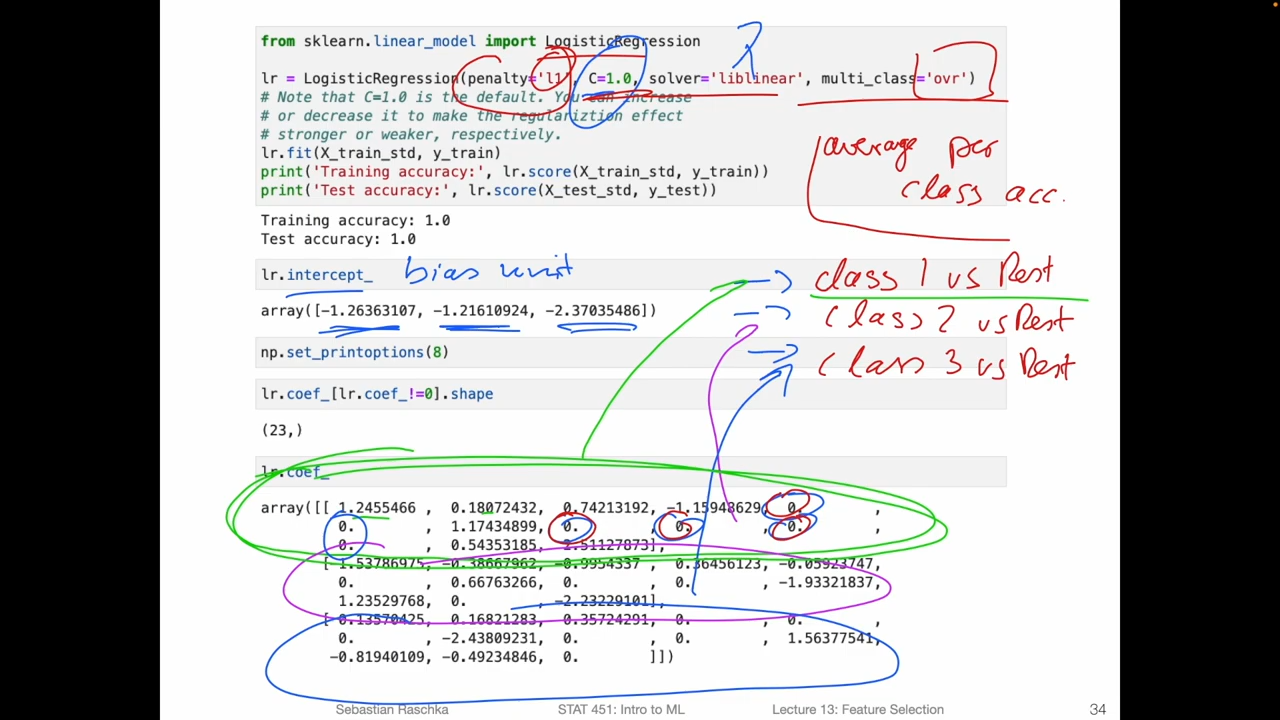 from sklearn.linear_model import LogisticRegression
λ
lr = LogisticRegression(penalty='l1', C=1.0, solver='liblinear', multi_class='ovr')
# Note that C=1.0 is the default. You can increase
# or decrease it to make the regulariztion effect
# stronger or weaker, respectively.
lr.fit(X_train_std, y_train)
print('Training accuracy:', lr.score(X_train_std, y_train))
print('Test accuracy:', lr.score(X_test_std, y_test))
average per
class acc.
Training accuracy: 1.0
Test accuracy: 1.0
lr.intercept_ bias unit
array([-1.26363107, -1.21610924, -2.37035486])
class 1 vs Rest
class 2 vs Rest
class 3 vs Rest
np.set_printoptions(8)
lr.coef_[lr.coef_!=0].shape
(23,)
lr.coef_
array([[ 1.2455466 , 0.18072432, 0.74213192, -1.15948629, 0. ,
0. , 1.17434899, 0. , 0. , 0. ,
0. , 0.54353185, 2.51127873],
[-1.53786975, -0.38667962, -0.9954337 , 0.36456123, -0.05923747,
0. , 0.66763266, 0. , 0. , -1.93321837,
1.23529768, 0. , -2.23229101],
[ 0.13570425, 0.16821283, 0.35724291, 0. , 0. ,
0. , -2.43809231, 0. , 0. , 1.56377541,
-0.81940109, -0.49234846, 0. ]])
Sebastian Raschka STAT 451: Intro to ML Lecture 13: Feature Selection 34